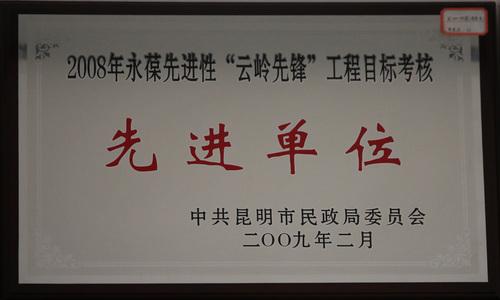 2008年永葆先进性“云岭先锋”工程目标考核
先进单位
中共昆明市民政局委员会
二〇〇九年二月